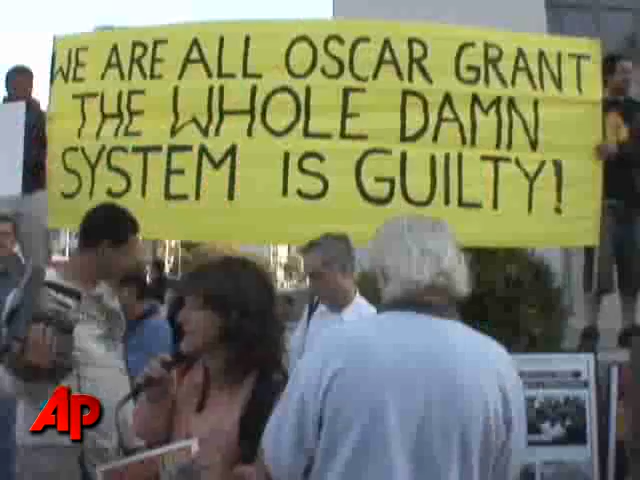 WE ARE ALL OSCAR GRANT
THE WHOLE DAMN
SYSTEM IS GUILTY!
AP